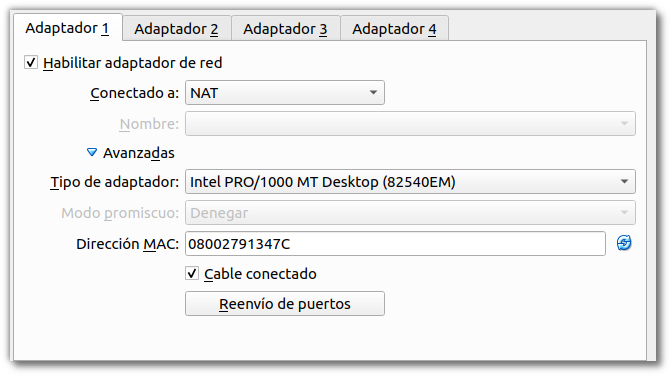 Adaptador 1 Adaptador 2 Adaptador 3 Adaptador 4
Habilitar adaptador de red
Conectado a: NAT
Nombre:
Avanzadas
Tipo de adaptador: Intel PRO/1000 MT Desktop (82540EM)
Modo promiscuo: Denegar
Dirección MAC: 08002791347C
Cable conectado
Reenvío de puertos